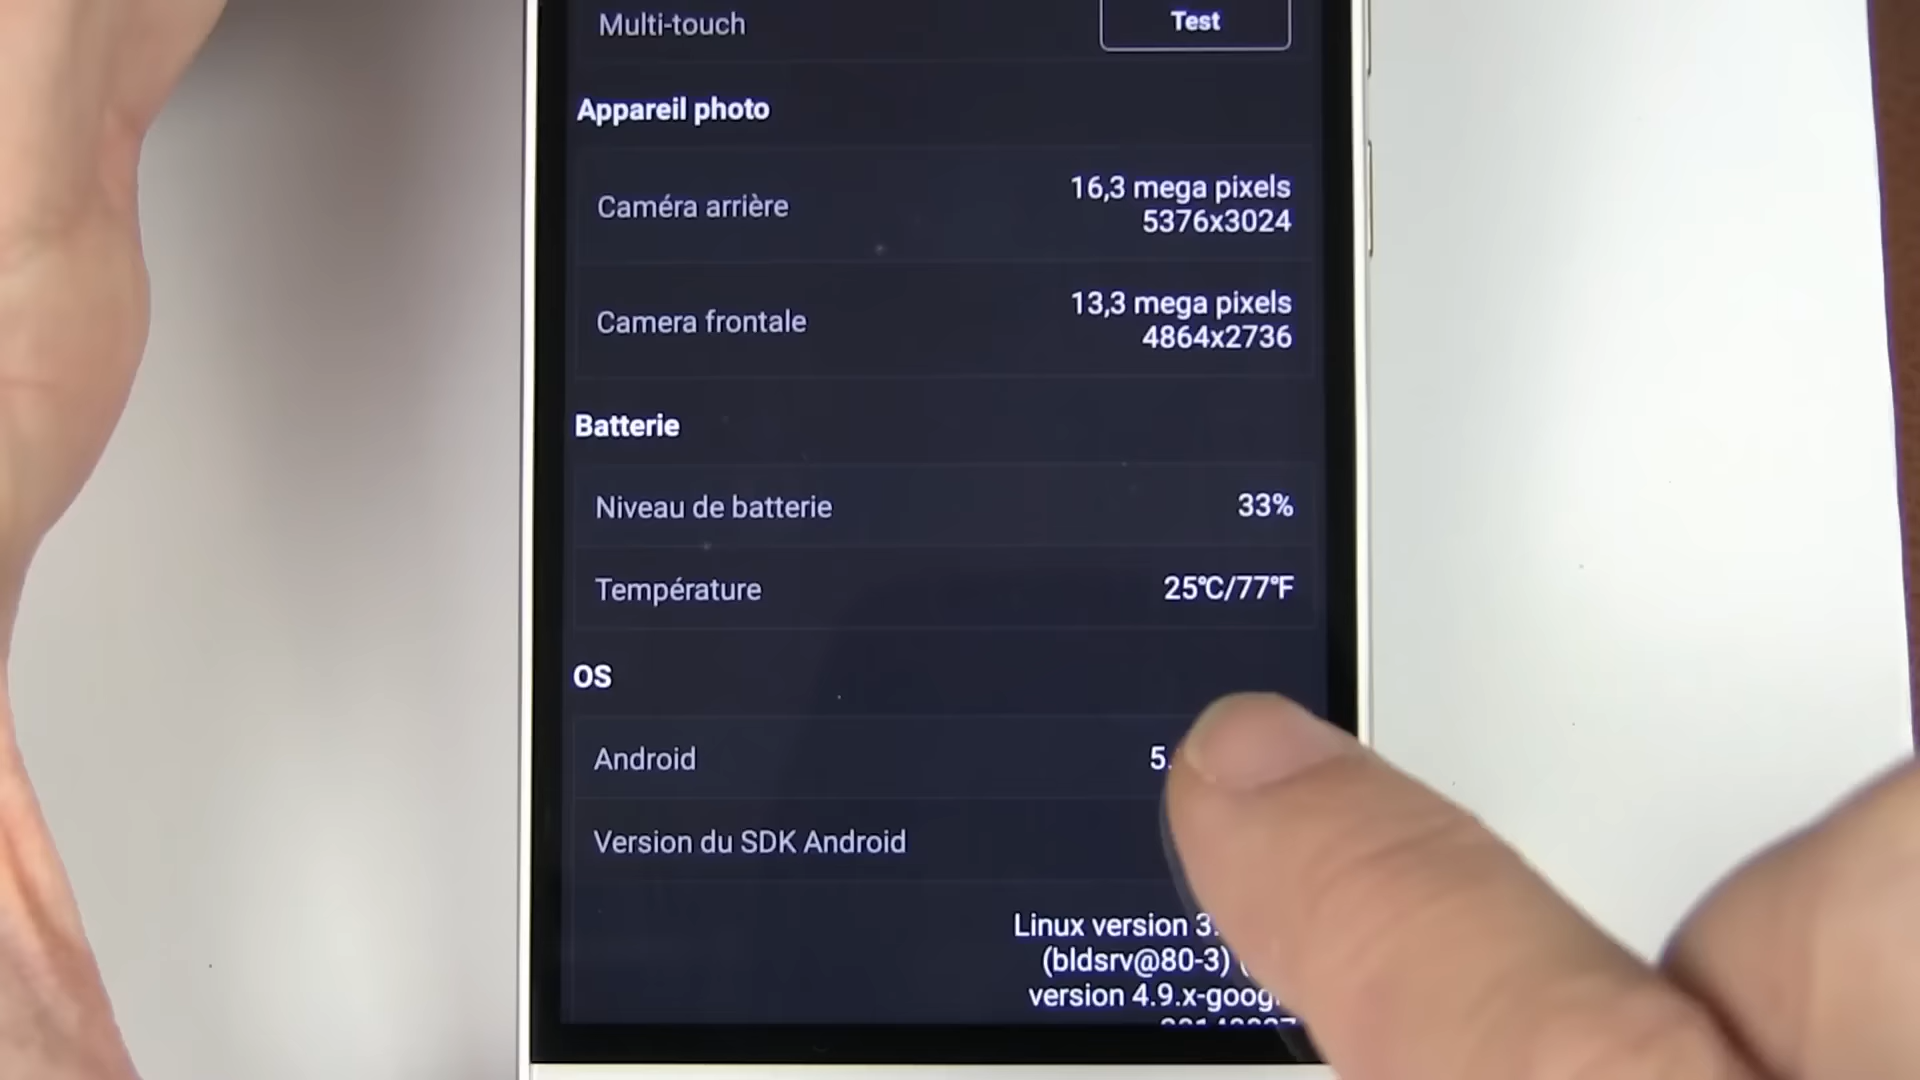 Multi-touch
Test
Appareil photo
Caméra arrière
16,3 mega pixels
5376x3024
Camera frontale
13,3 mega pixels
4864x2736
Batterie
Niveau de batterie
33%
Température
25℃/77℉
OS
Android
5.
Version du SDK Android
Linux version 3.
(bldsrv@80-3) (
version 4.9.x-goog